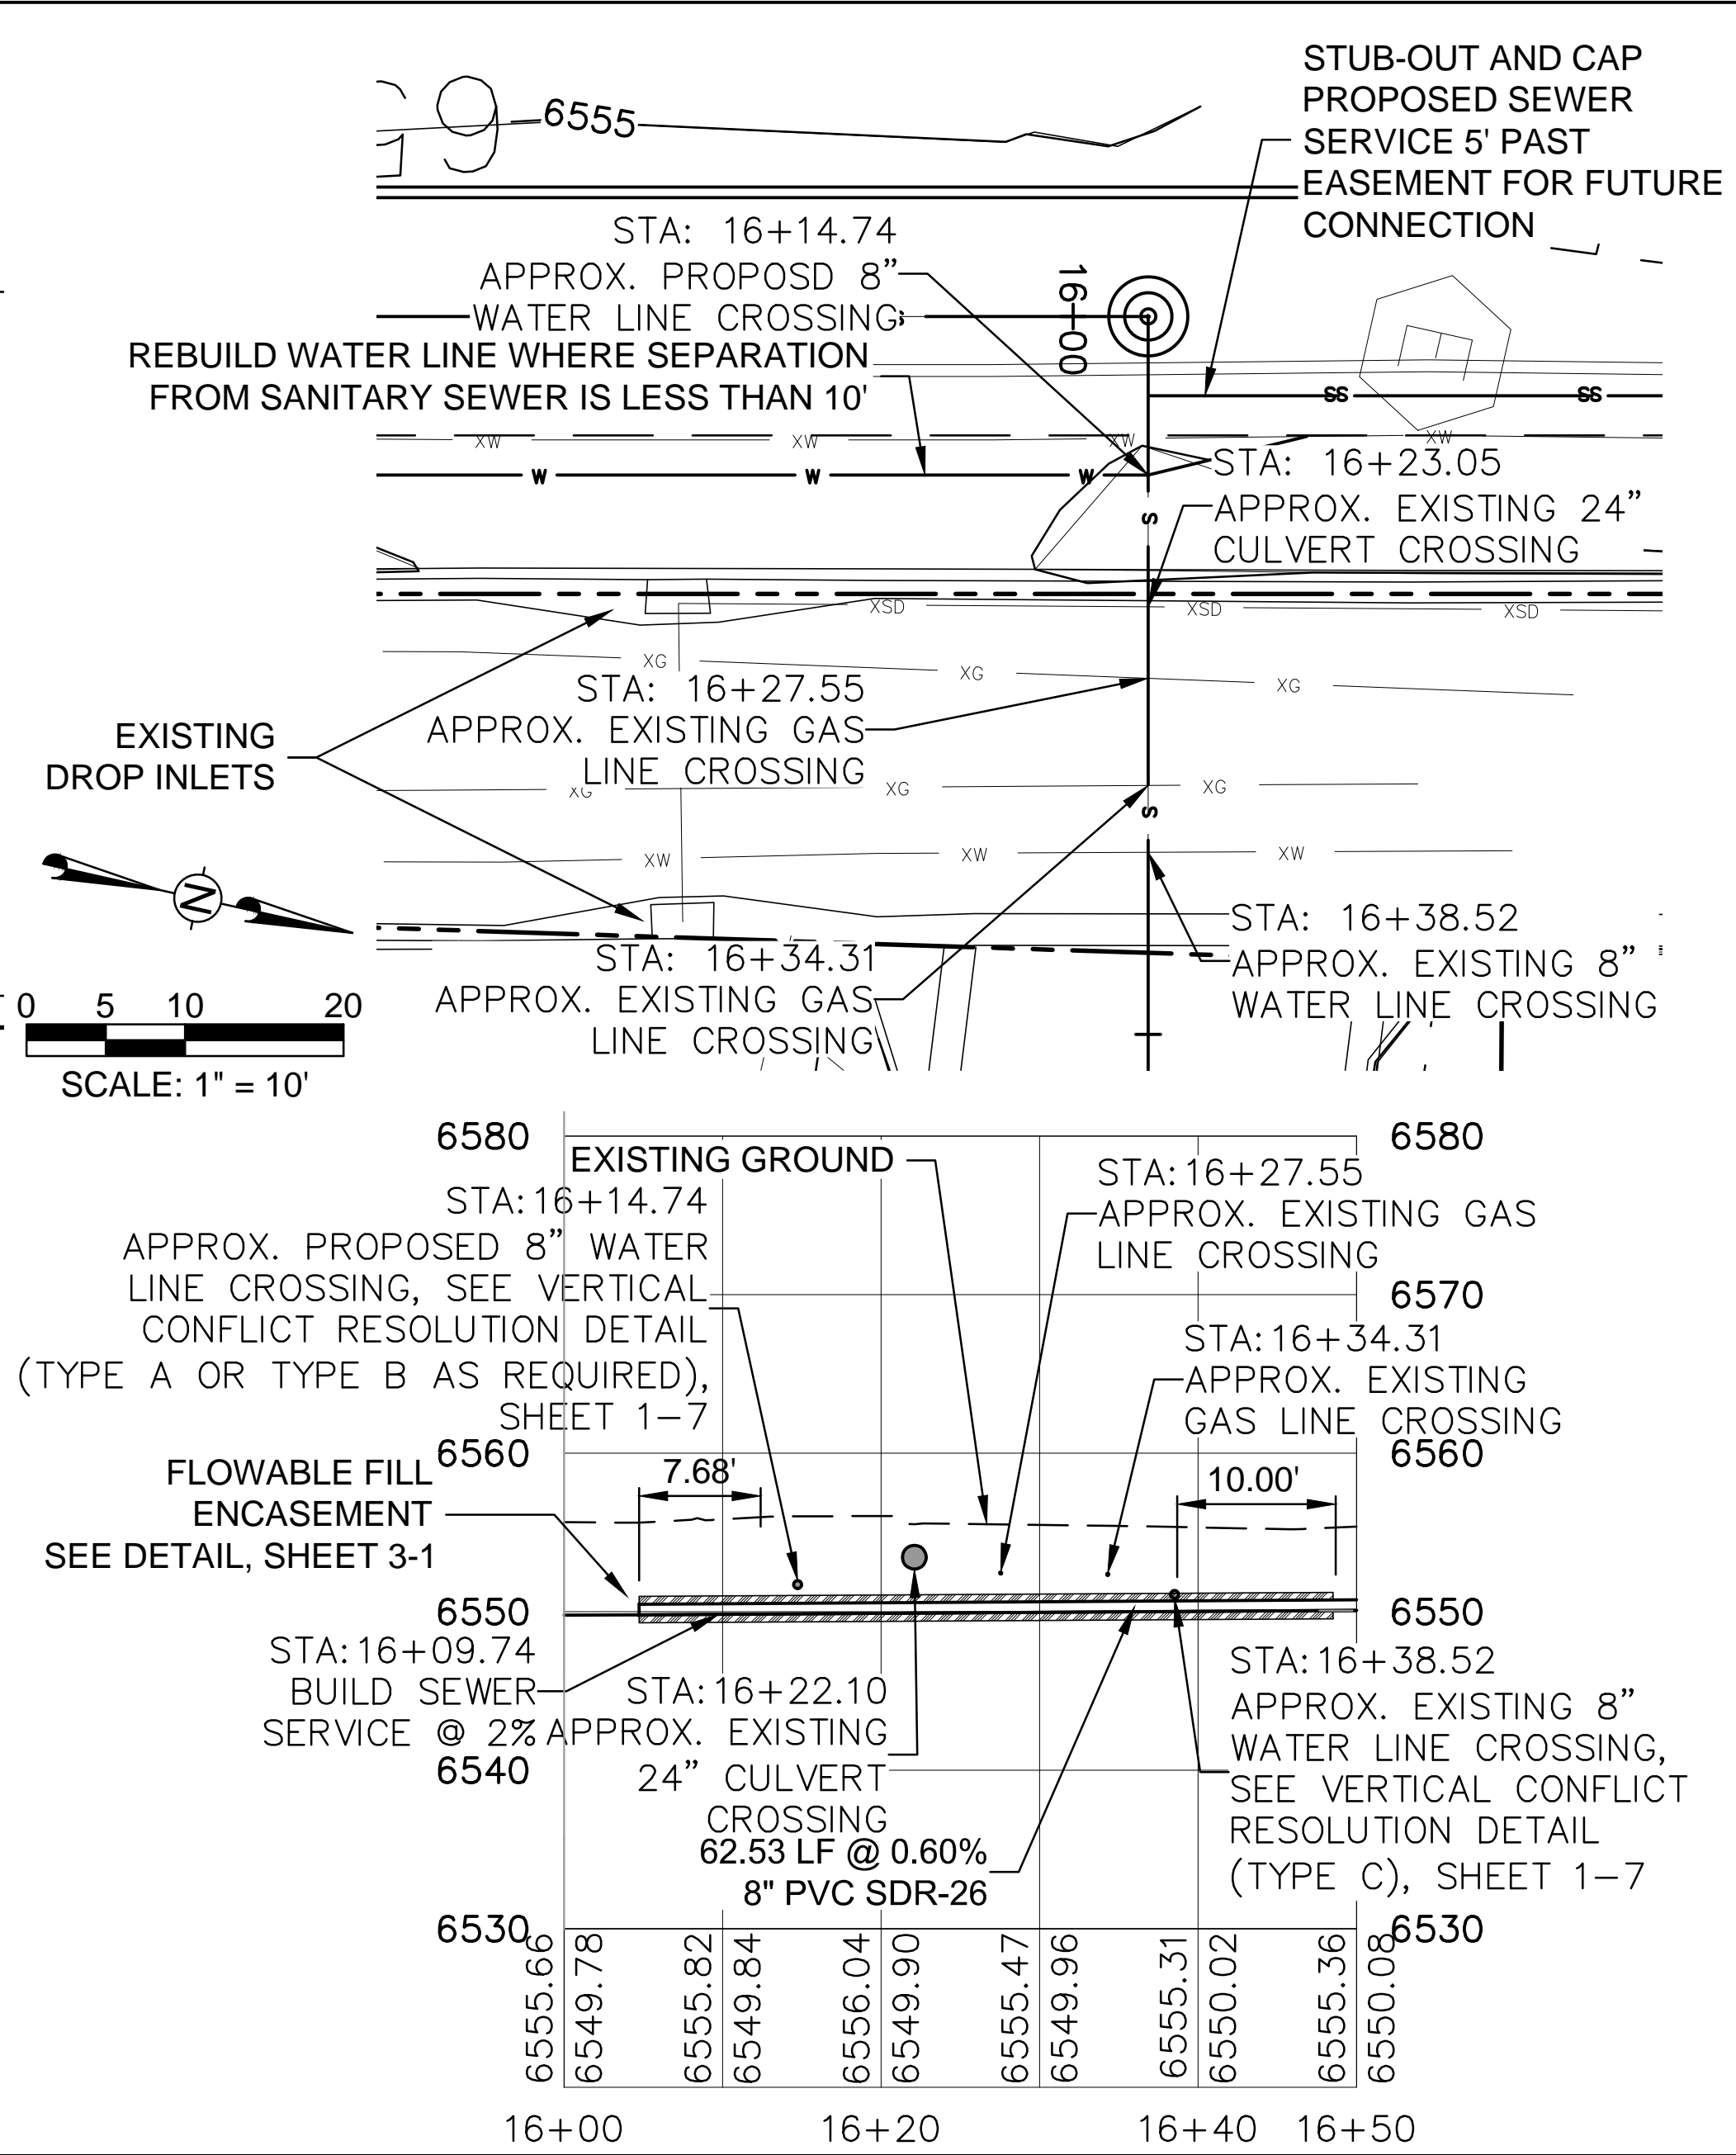 6555
STUB-OUT AND CAP
PROPOSED SEWER
SERVICE 5' PAST
EASEMENT FOR FUTURE
CONNECTION
STA: 16+14.74
APPROX. PROPOSD 8"
WATER LINE CROSSING
16+00
REBUILD WATER LINE WHERE SEPARATION
FROM SANITARY SEWER IS LESS THAN 10'
SS
SS
XW
XW
XW
XW
W
W
W
STA: 16+23.05
APPROX. EXISTING 24"
CULVERT CROSSING
S
XSD
XSD
XSD
XG
XG
XG
STA: 16+27.55
APPROX. EXISTING GAS
LINE CROSSING
EXISTING
DROP INLETS
XG
XG
XG
S
XW
XW
XW
N
STA: 16+38.52
APPROX. EXISTING 8"
WATER LINE CROSSING
STA: 16+34.31
APPROX. EXISTING GAS
LINE CROSSING
0 5 10 20
SCALE: 1" = 10'
6580
6580
EXISTING GROUND
STA:16+27.55
APPROX. EXISTING GAS
LINE CROSSING
STA:16+14.74
APPROX. PROPOSED 8" WATER
LINE CROSSING, SEE VERTICAL
CONFLICT RESOLUTION DETAIL
(TYPE A OR TYPE B AS REQUIRED),
SHEET 1-7
6570
STA:16+34.31
APPROX. EXISTING
GAS LINE CROSSING
6560
6560
7.68'
10.00'
FLOWABLE FILL
ENCASEMENT
SEE DETAIL, SHEET 3-1
6550
6550
STA:16+09.74
BUILD SEWER
SERVICE @ 2%
STA:16+22.10
APPROX. EXISTING
24" CULVERT
CROSSING
6540
STA:16+38.52
APPROX. EXISTING 8"
WATER LINE CROSSING,
SEE VERTICAL CONFLICT
RESOLUTION DETAIL
(TYPE C), SHEET 1-7
62.53 LF @ 0.60%
8" PVC SDR-26
6530
6530
6555.66
6549.78
6555.82
6549.84
6556.04
6549.90
6555.47
6549.96
6555.31
6550.02
6555.36
6550.08
16+00
16+20
16+40
16+50